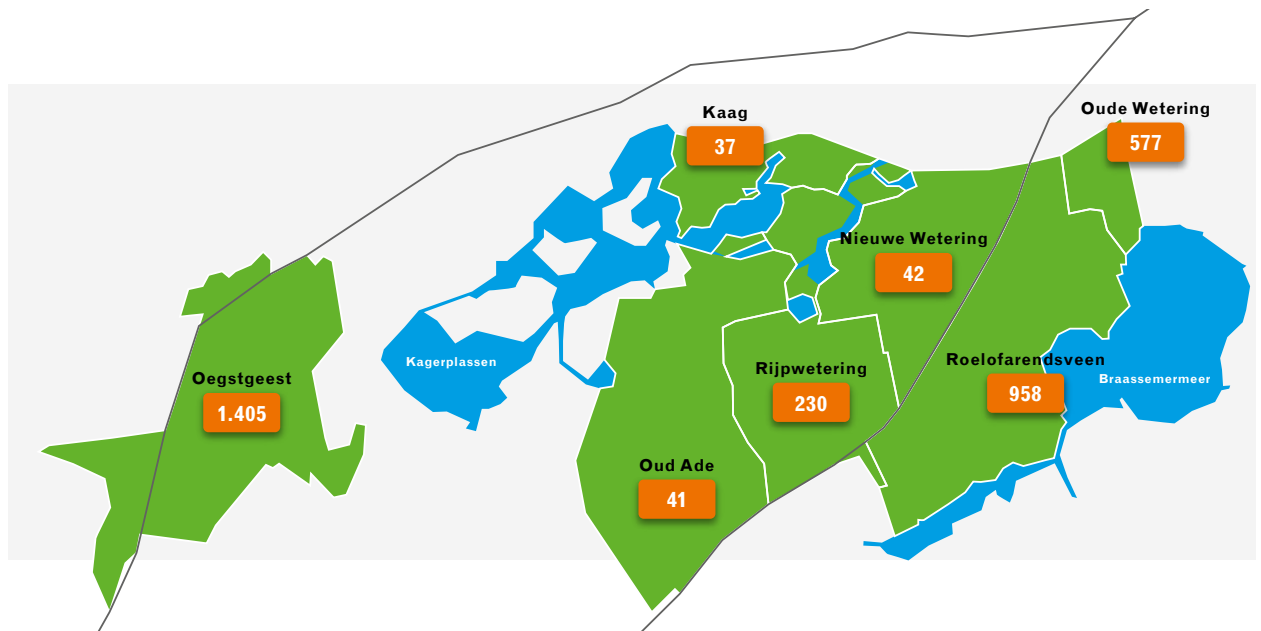 Kaag
37
Oude Wetering
577
Nieuwe Wetering
42
Kagerplassen
Oegstgeest
1.405
Rijpwetering
230
Roelofarendsveen
958
Braassemermeer
Oud Ade
41